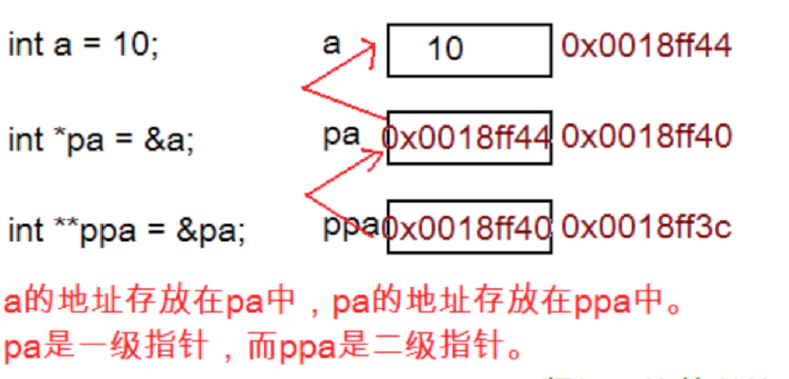 int a = 10; a 10 0x0018ff44
int *pa = &a; pa 0x0018ff44 0x0018ff40
int **ppa = &pa; ppa 0x0018ff40 0x0018ff3c
a的地址存放在pa中，pa的地址存放在ppa中。
pa是一级指针，而ppa是二级指针。